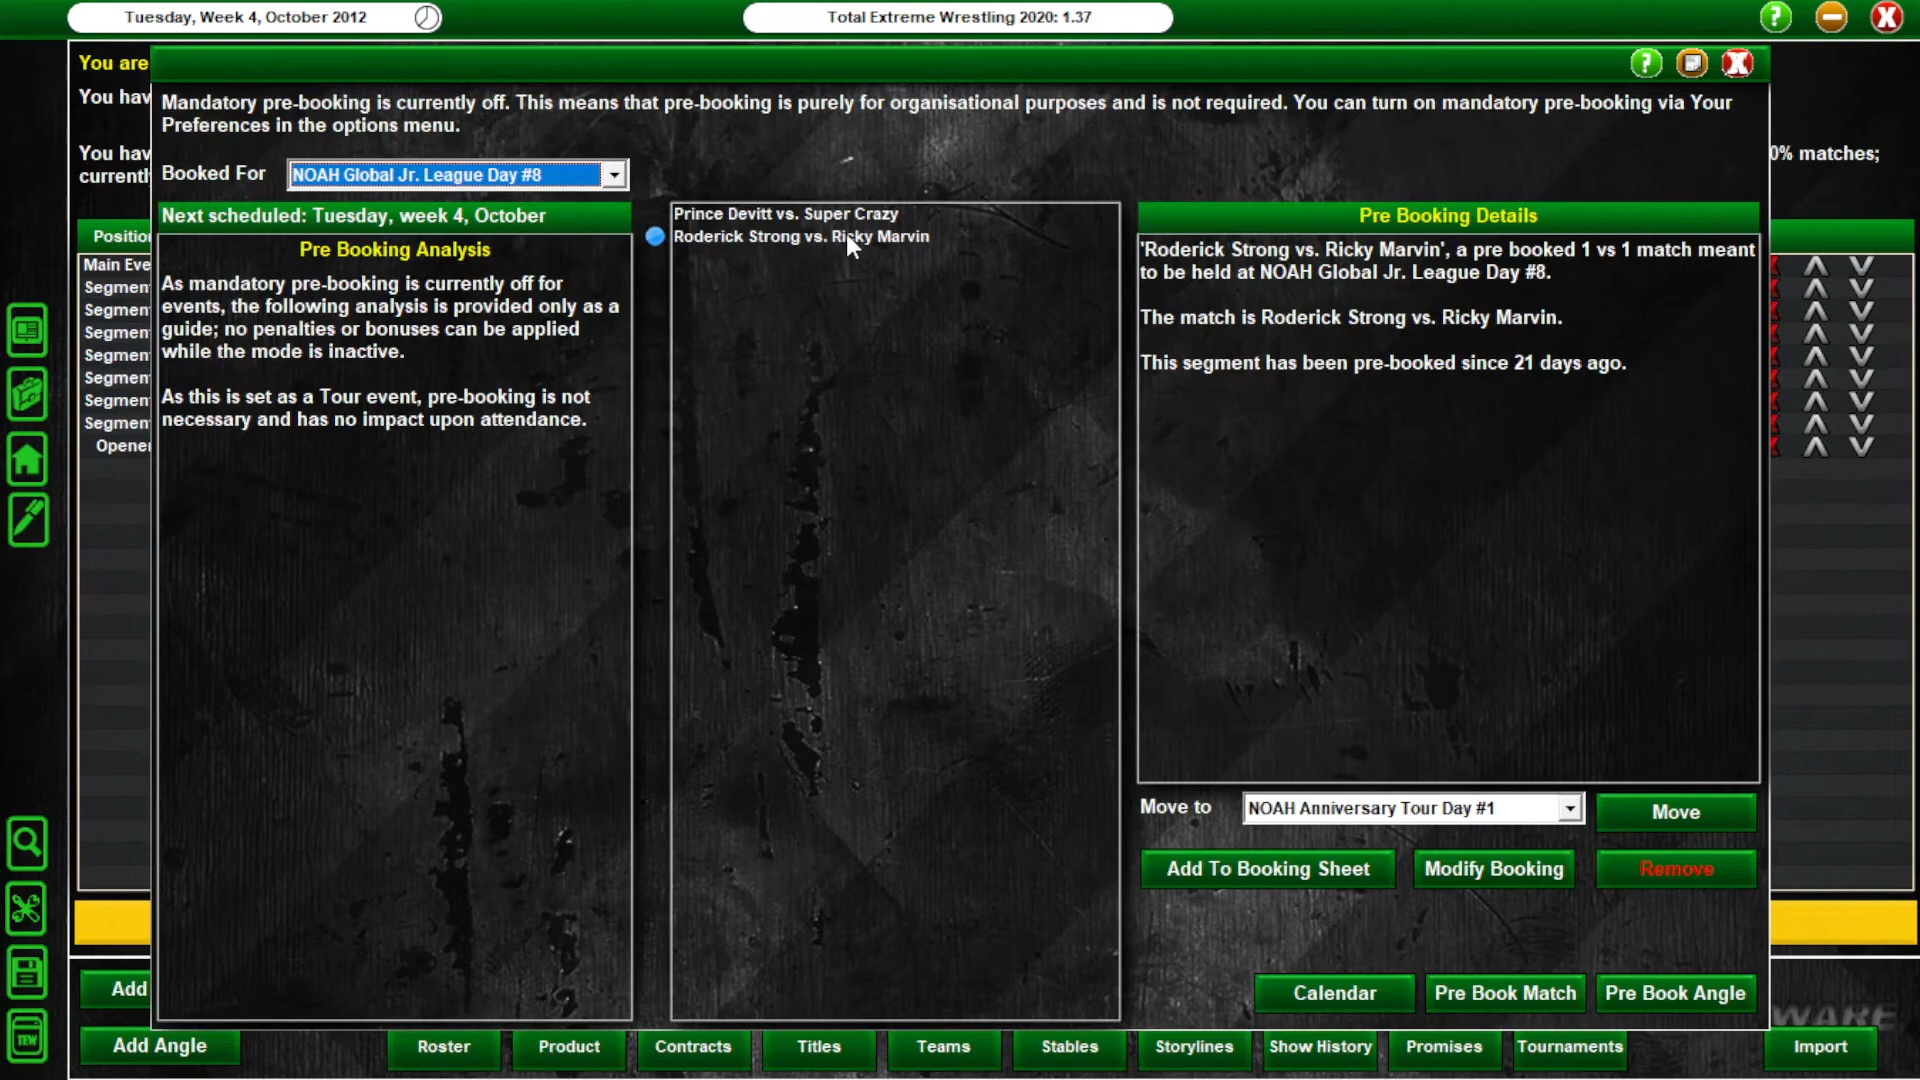 Tuesday, Week 4, October 2012
Total Extreme Wrestling 2020: 1.37
You are
You hav
You hav
currently
0% matches;
Mandatory pre-booking is currently off. This means that pre-booking is purely for organisational purposes and is not required. You can turn on mandatory pre-booking via Your
Preferences in the options menu.
Booked For
NOAH Global Jr. League Day #8
Next scheduled: Tuesday, week 4, October
Pre Booking Analysis
As mandatory pre-booking is currently off for
events, the following analysis is provided only as a
guide; no penalties or bonuses can be applied
while the mode is inactive.
As this is set as a Tour event, pre-booking is not
necessary and has no impact upon attendance.
Prince Devitt vs. Super Crazy
Roderick Strong vs. Ricky Marvin
Pre Booking Details
'Roderick Strong vs. Ricky Marvin', a pre booked 1 vs 1 match meant
to be held at NOAH Global Jr. League Day #8.
The match is Roderick Strong vs. Ricky Marvin.
This segment has been pre-booked since 21 days ago.
Position
Main Eve
Segmen
Segmen
Segmen
Segmen
Segmen
Segmen
Segmen
Opener
Move to
NOAH Anniversary Tour Day #1
Move
Add To Booking Sheet
Modify Booking
Remove
Calendar
Pre Book Match
Pre Book Angle
Add
Add Angle
Roster
Product
Contracts
Titles
Teams
Stables
Storylines
Show History
Promises
Tournaments
Import
WARE
TEW